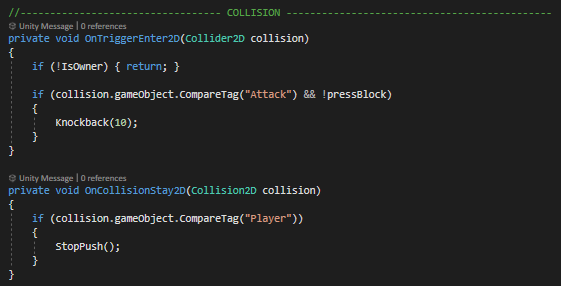 //---------------------------------- COLLISION ------------------------------------------
Unity Message | 0 references
private void OnTriggerEnter2D(Collider2D collision)
{
    if (!IsOwner) { return; }

    if (collision.gameObject.CompareTag("Attack") && !pressBlock)
    {
        Knockback(10);
    }
}

Unity Message | 0 references
private void OnCollisionStay2D(Collision2D collision)
{
    if (collision.gameObject.CompareTag("Player"))
    {
        StopPush();
    }
}